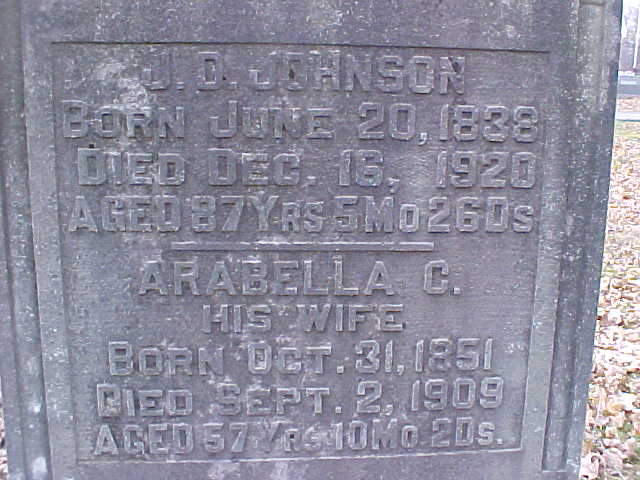 J. D. JOHNSON
BORN JUNE 20, 1838
DIED DEC. 16, 1920
AGED 87 YRS 5 MO 26 DS
ARABELLA C.
HIS WIFE
BORN OCT. 31, 1851
DIED SEPT. 2, 1909
AGED 57 YRS 10 MO 2 DS.